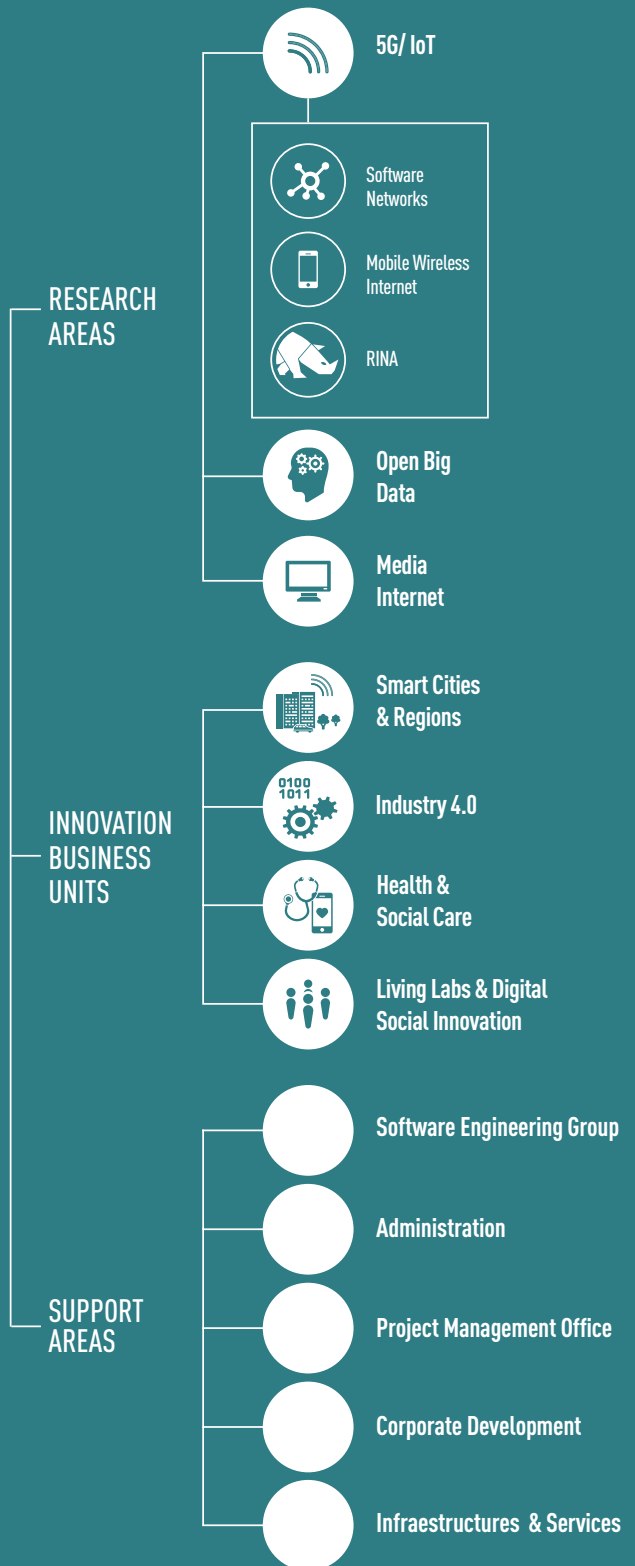 5G/ IoT
Software
Networks
Mobile Wireless
Internet
RINA
RESEARCH
AREAS
Open Big
Data
Media
Internet
Smart Cities
& Regions
0100
1011
Industry 4.0
INNOVATION
BUSINESS
UNITS
Health &
Social Care
Living Labs & Digital
Social Innovation
Software Engineering Group
Administration
SUPPORT
AREAS
Project Management Office
Corporate Development
Infraestructures & Services